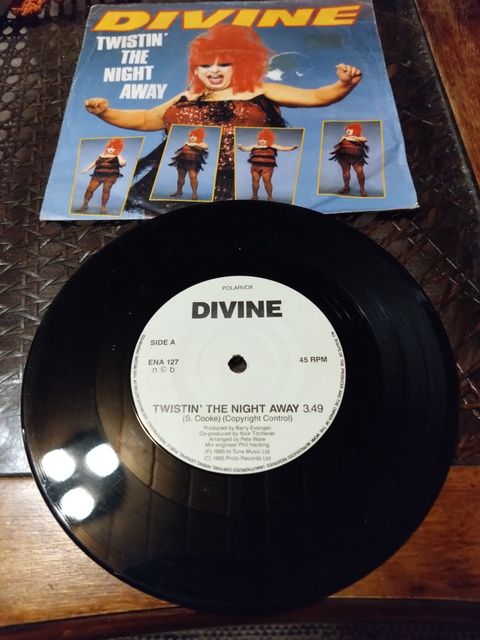 DIVINE
TWISTIN'
THE
NIGHT
AWAY
POLARVOX
DIVINE
SIDE A
ENA 127
45 RPM
n©b
TWISTIN' THE NIGHT AWAY 3.49
(S. Cooke) (Copyright Control)
Produced by Barry Evangeli
Co-produced by Nick Titchener
Arranged by Pete Ware
Mix engineer Phil Harding
(P) 1985 In Tune Music Ltd
(C) 1985 Proto Records Ltd